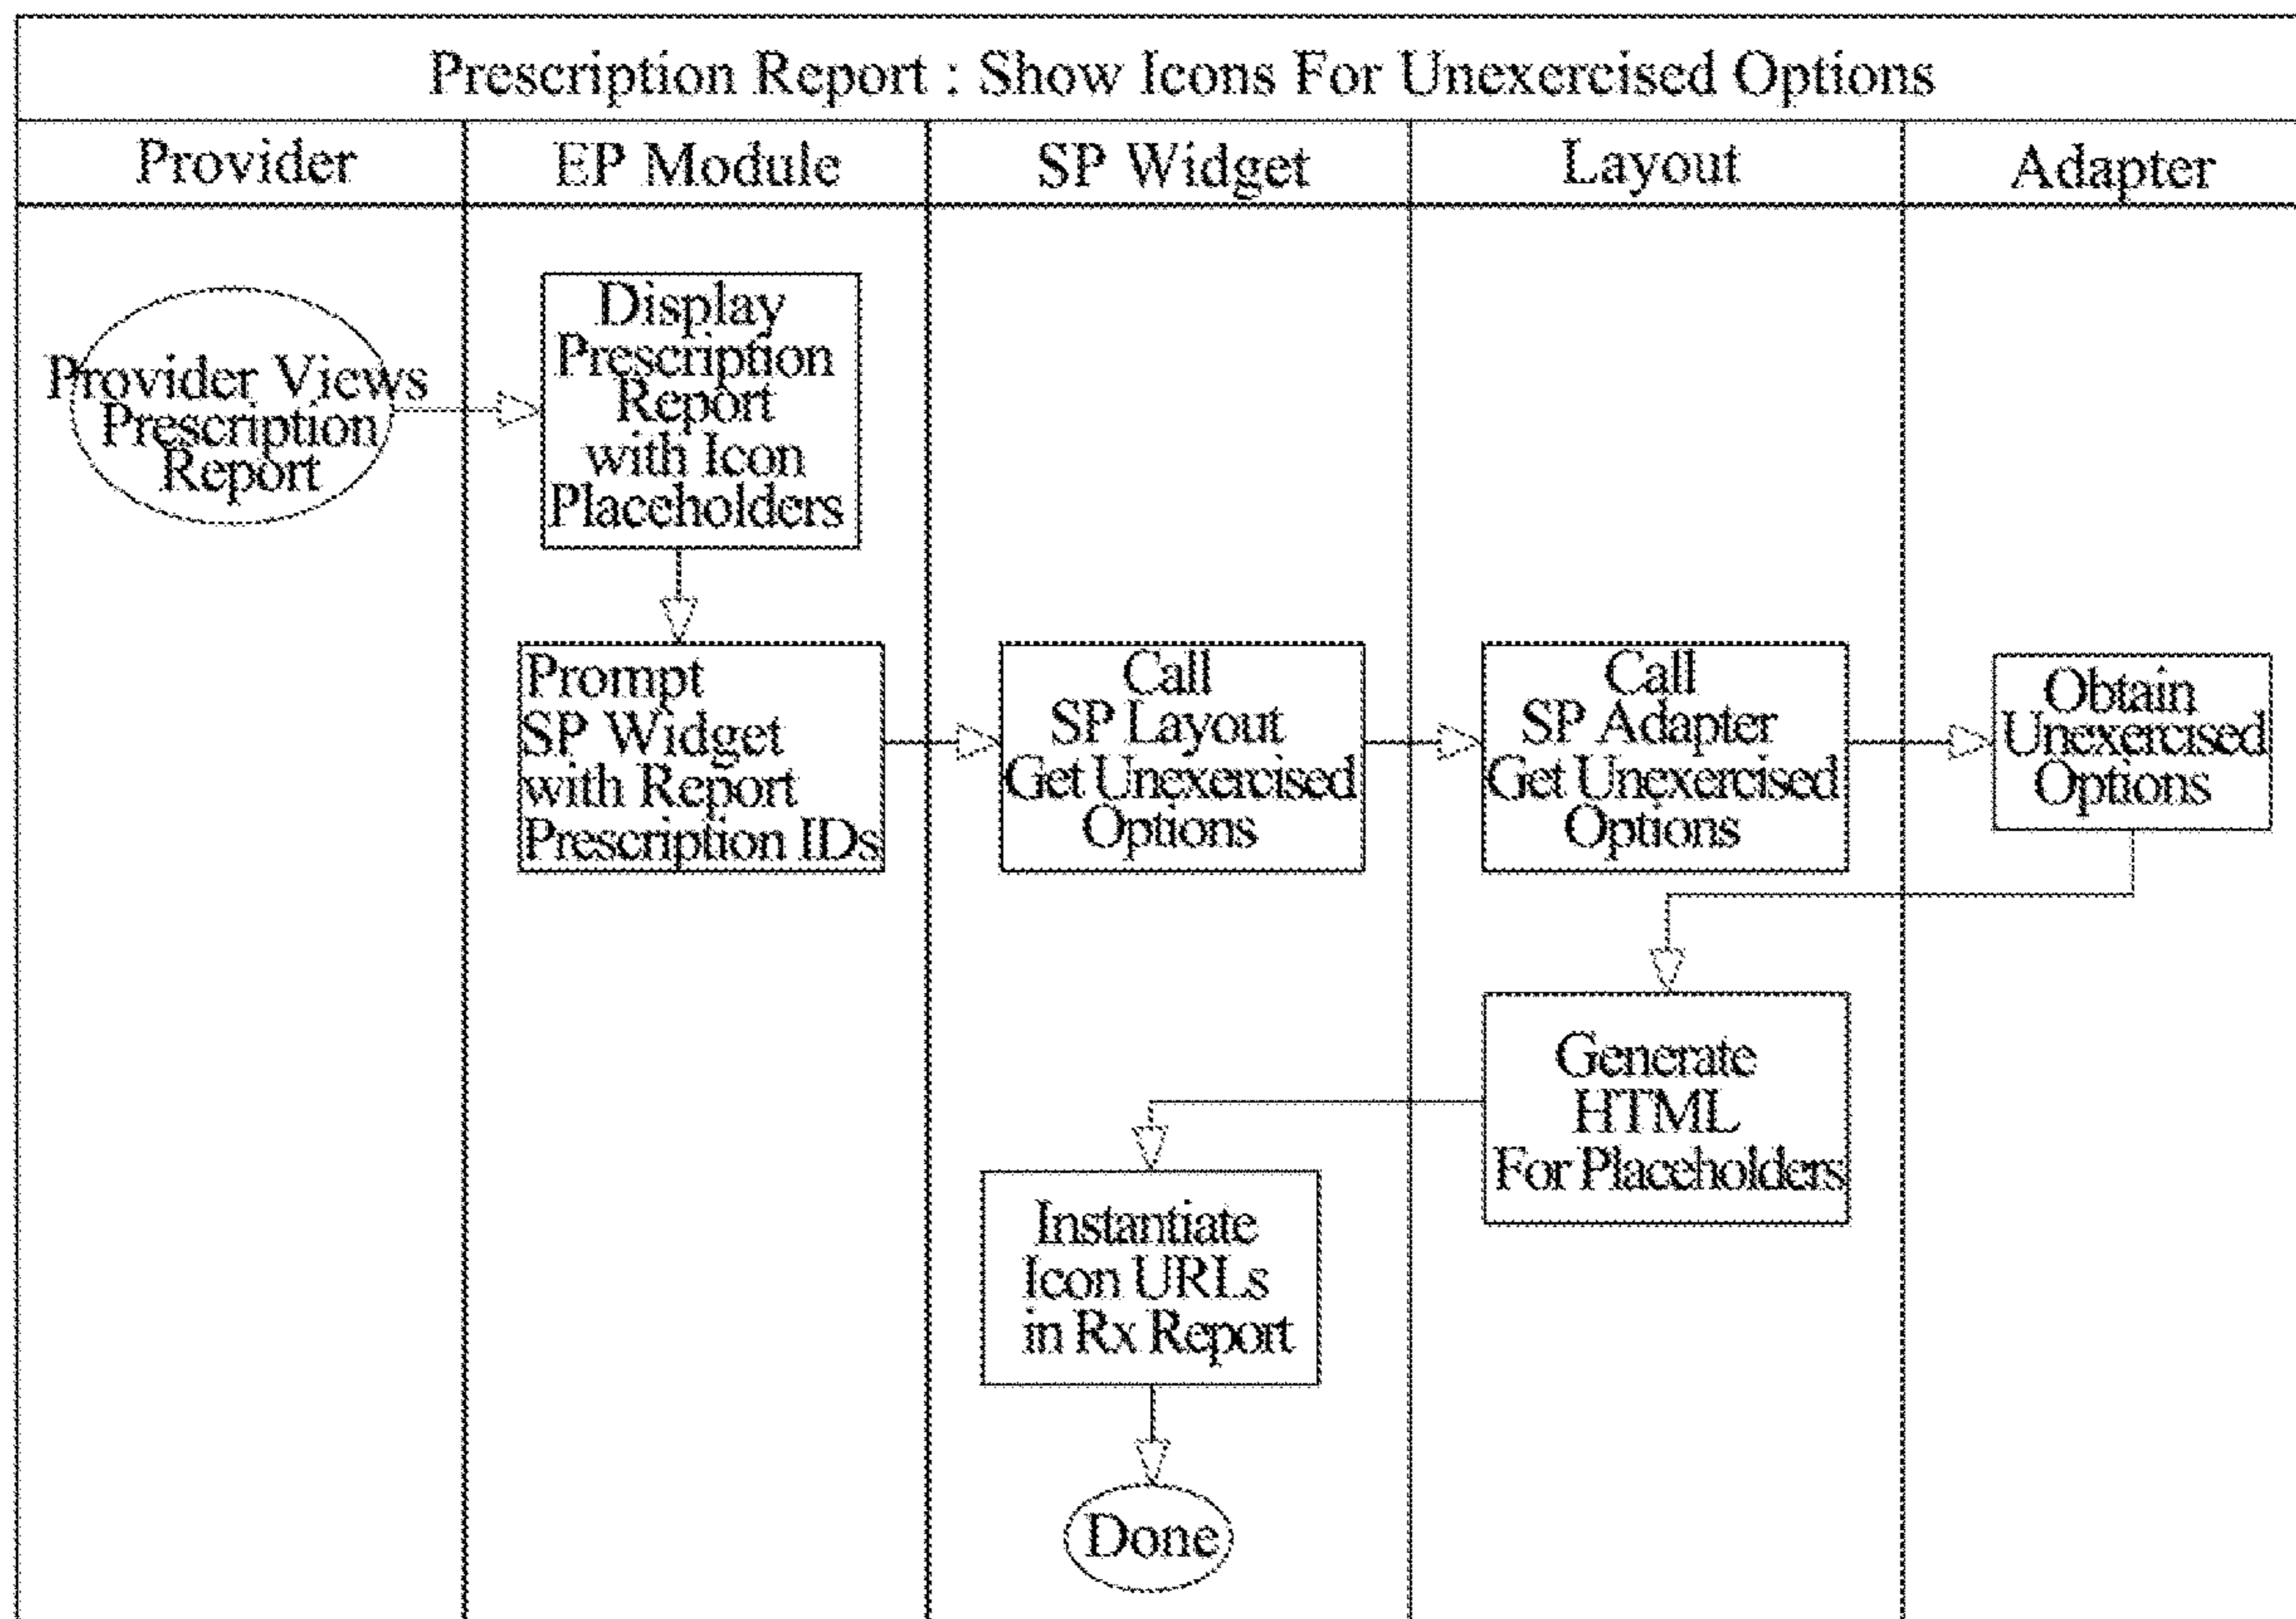 Prescription Report : Show Icons For Unexercised Options
Provider
EP Module
SP Widget
Layout
Adapter
Provider Views
Prescription
Report
Display
Prescription
Report
with Icon
Placeholders
Prompt
SP Widget
with Report
Prescription IDs
Call
SP Layout
Get Unexercised
Options
Call
SP Adapter
Get Unexercised
Options
Obtain
Unexercised
Options
Generate
HTML
For Placeholders
Instantiate
Icon URLs
in Rx Report
Done